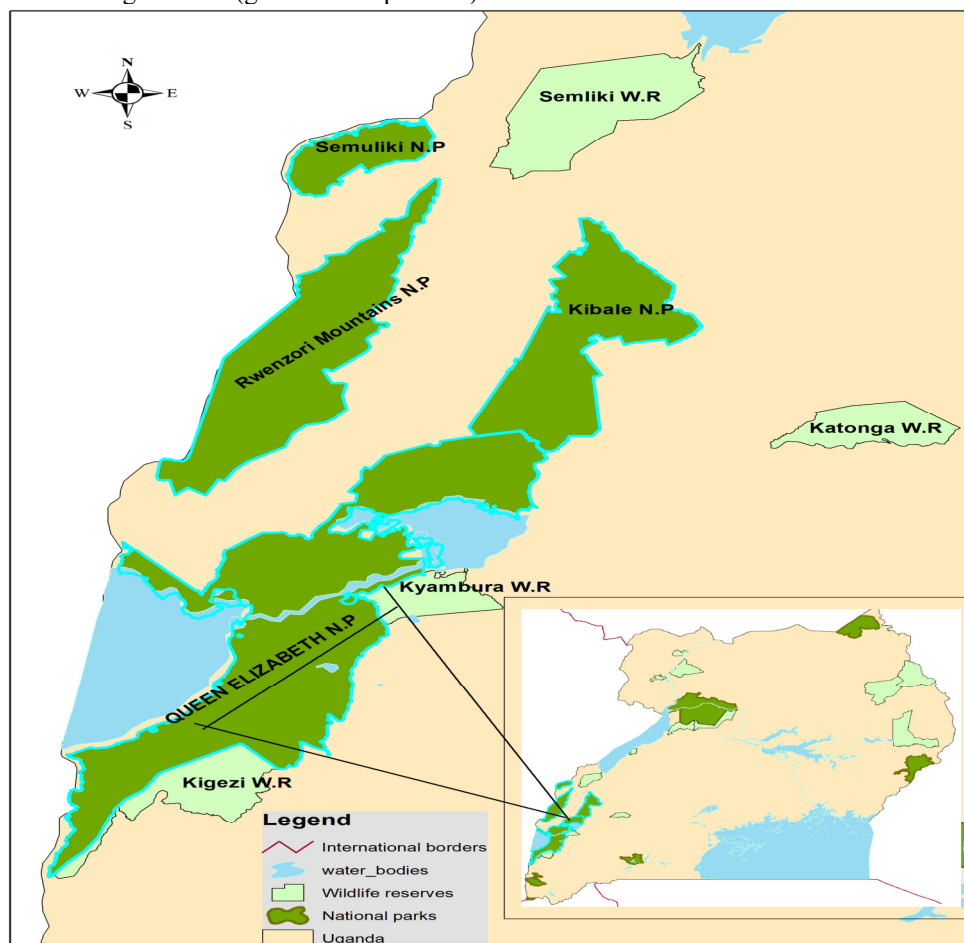 N
W E
S
Semliki W.R
Semuliki N.P
Rwenzori Mountains N.P
Kibale N.P
Katonga W.R
Kyambura W.R
QUEEN ELIZABETH N.P
Kigezi W.R
Legend
International borders
water_bodies
Wildlife reserves
National parks
Uganda